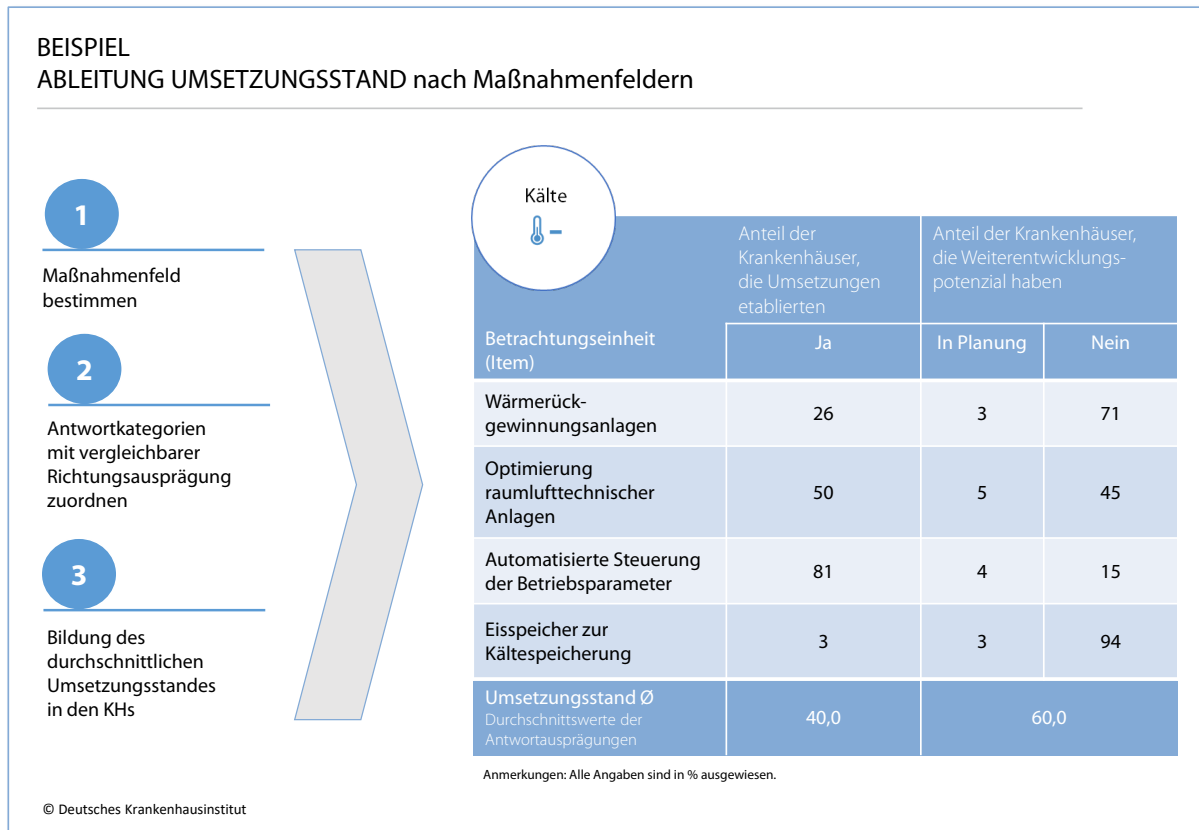 BEISPIEL
ABLEITUNG UMSETZUNGSSTAND nach Maßnahmenfeldern
1
Maßnahmenfeld
bestimmen
2
Antwortkategorien
mit vergleichbarer
Richtungsausprägung
zuordnen
3
Bildung des
durchschnittlichen
Umsetzungsstandes
in den KHs
Kälte
Anteil der
Krankenhäuser,
die Umsetzungen
etablierten
Anteil der Krankenhäuser,
die Weiterentwicklungs-
potenzial haben
Betrachtungseinheit
(Item)
Ja
In Planung
Nein
Wärmerück-
gewinnungsanlagen
26
3
71
Optimierung
raumlufttechnischer
Anlagen
50
5
45
Automatisierte Steuerung
der Betriebsparameter
81
4
15
Eisspeicher zur
Kältespeicherung
3
3
94
Umsetzungsstand Ø
Durchschnittswerte der
Antwortausprägungen
40,0
60,0
Anmerkungen: Alle Angaben sind in % ausgewiesen.
© Deutsches Krankenhausinstitut